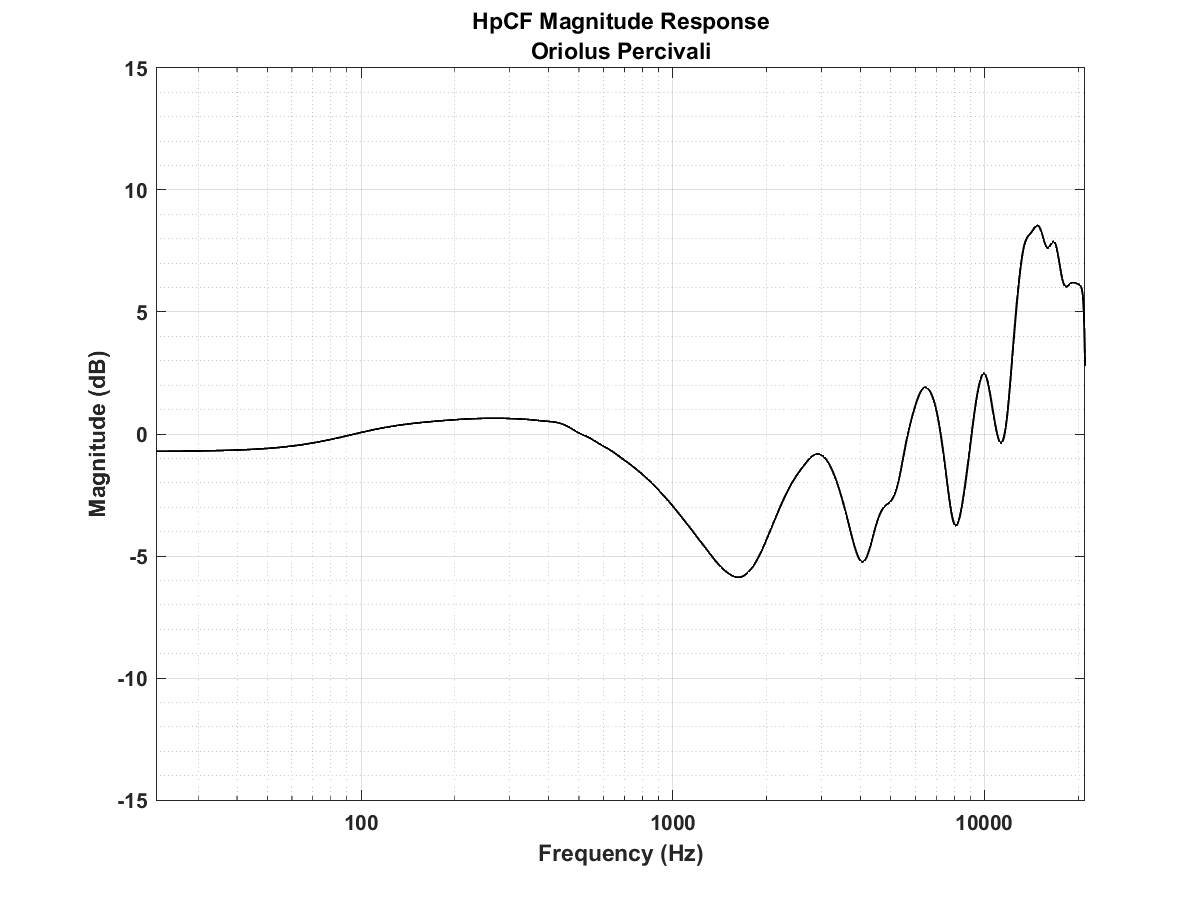 HpCF Magnitude Response
Oriolus Percivali
15
10
5
0
-5
-10
-15
Magnitude (dB)
100
1000
10000
Frequency (Hz)